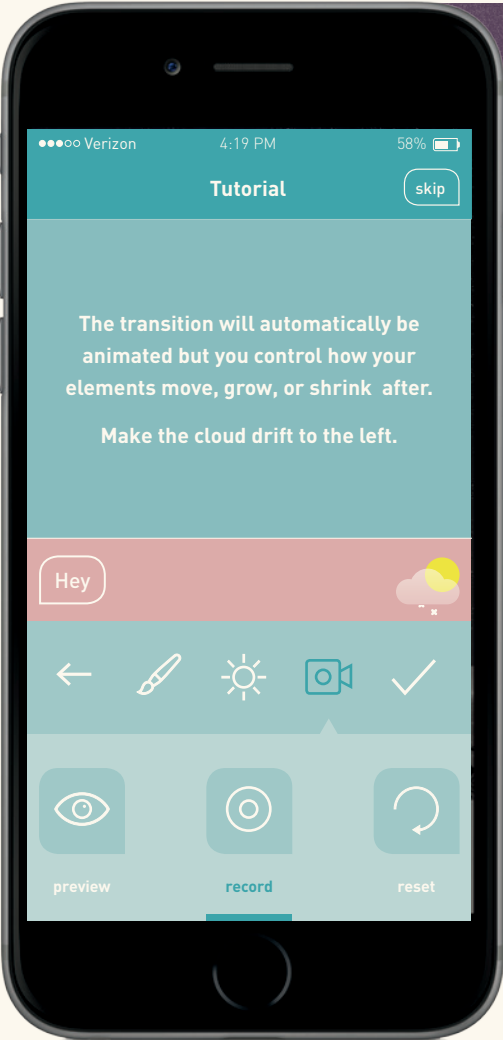 Verizon 4:19 PM 58%
Tutorial skip
The transition will automatically be
animated but you control how your
elements move, grow, or shrink after.
Make the cloud drift to the left.
Hey
preview record reset